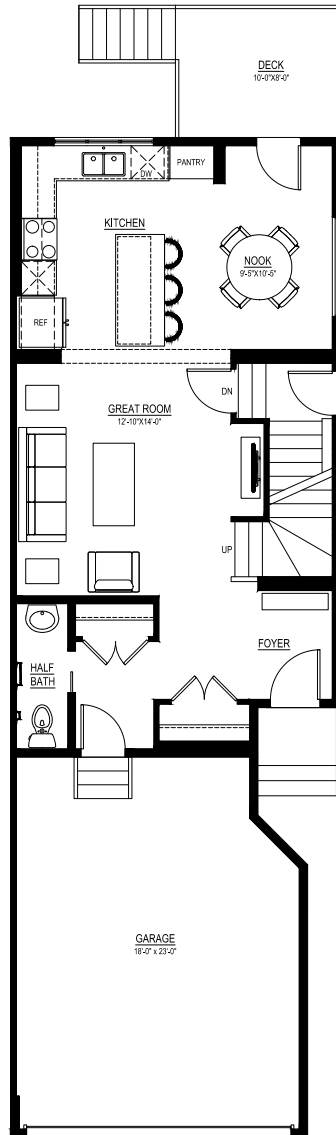 DECK
10'-0"X8'-0"
DW
PANTRY
KITCHEN
NOOK
9'-5"X10'-5"
REF
DN
GREAT ROOM
12'-10"X14'-0"
UP
FOYER
HALF
BATH
GARAGE
18'-0" x 23'-0"